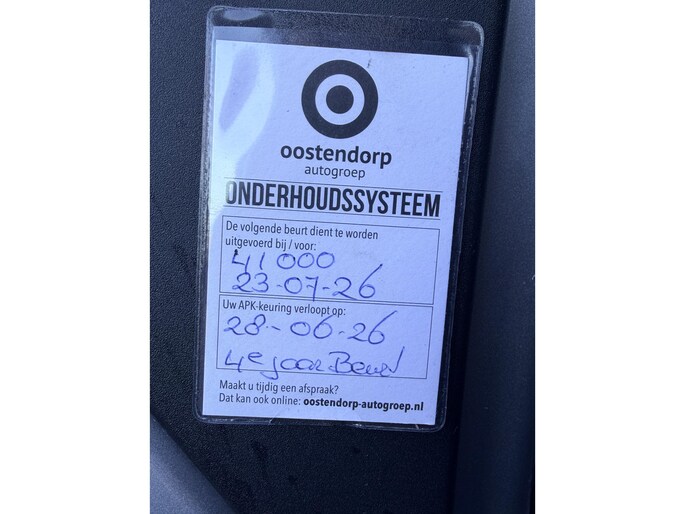 oostendorp
autogroep
ONDERHOUDSSYSTEEM
De volgende beurt dient te worden
uitgevoerd bij / voor:
41000
23-07-26
Uw APK-keuring verloopt op:
28-06-26
4e jaar Beurt
Maakt u tijdig een afspraak?
Dat kan ook online: oostendorp-autogroep.nl